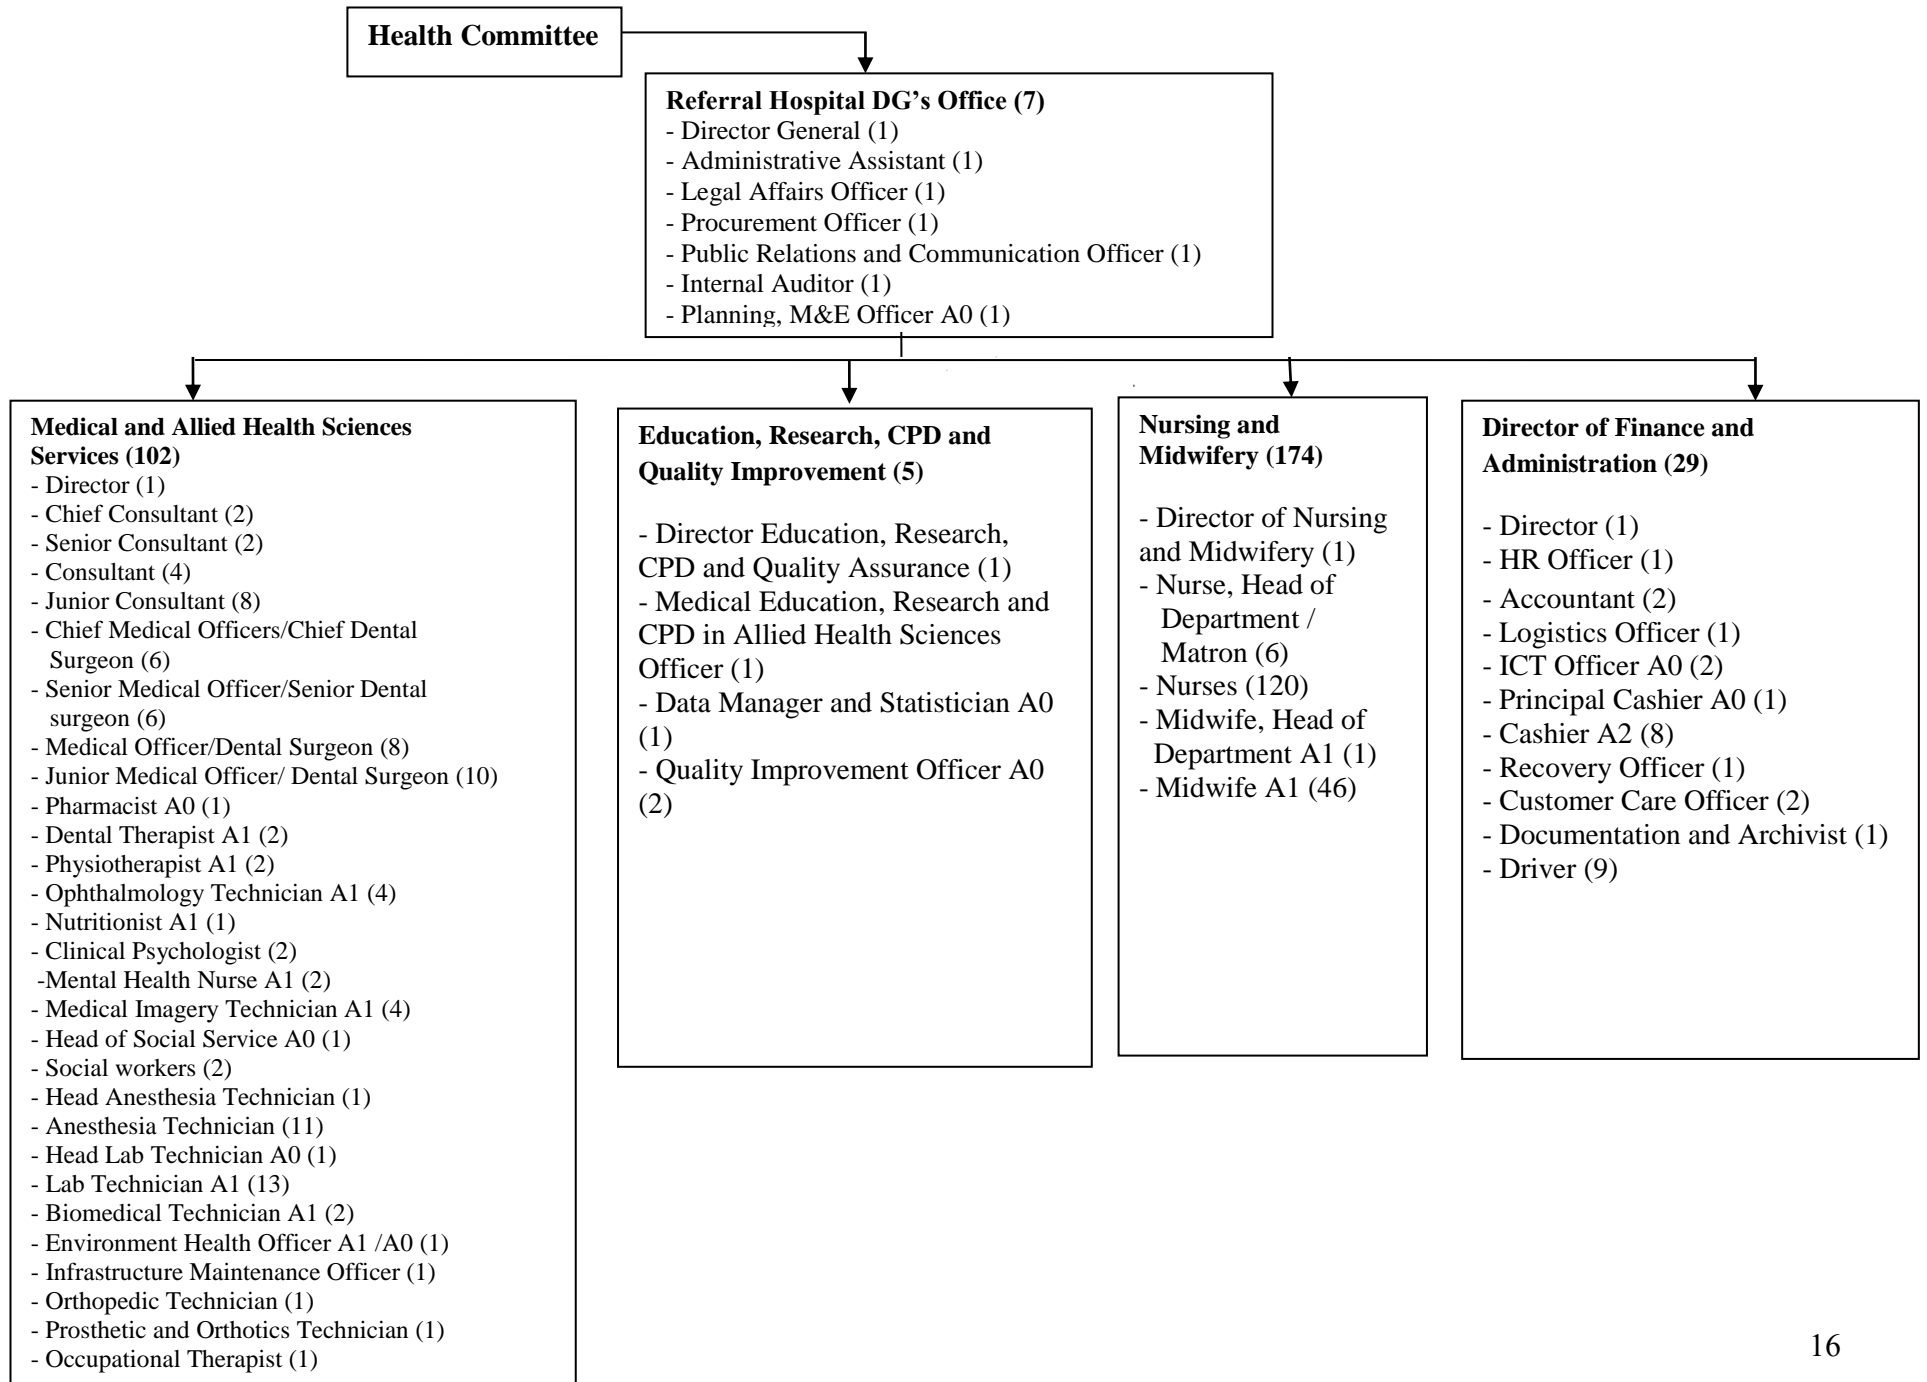 Health Committee
Referral Hospital DG’s Office (7)
- Director General (1)
- Administrative Assistant (1)
- Legal Affairs Officer (1)
- Procurement Officer (1)
- Public Relations and Communication Officer (1)
- Internal Auditor (1)
- Planning, M&E Officer A0 (1)
Medical and Allied Health Sciences
Services (102)
- Director (1)
- Chief Consultant (2)
- Senior Consultant (2)
- Consultant (4)
- Junior Consultant (8)
- Chief Medical Officers/Chief Dental
Surgeon (6)
- Senior Medical Officer/Senior Dental
surgeon (6)
- Medical Officer/Dental Surgeon (8)
- Junior Medical Officer/ Dental Surgeon (10)
- Pharmacist A0 (1)
- Dental Therapist A1 (2)
- Physiotherapist A1 (2)
- Ophthalmology Technician A1 (4)
- Nutritionist A1 (1)
- Clinical Psychologist (2)
-Mental Health Nurse A1 (2)
- Medical Imagery Technician A1 (4)
- Head of Social Service A0 (1)
- Social workers (2)
- Head Anesthesia Technician (1)
- Anesthesia Technician (11)
- Head Lab Technician A0 (1)
- Lab Technician A1 (13)
- Biomedical Technician A1 (2)
- Environment Health Officer A1 /A0 (1)
- Infrastructure Maintenance Officer (1)
- Orthopedic Technician (1)
- Prosthetic and Orthotics Technician (1)
- Occupational Therapist (1)
Education, Research, CPD and
Quality Improvement (5)
- Director Education, Research,
CPD and Quality Assurance (1)
- Medical Education, Research and
CPD in Allied Health Sciences
Officer (1)
- Data Manager and Statistician A0
(1)
- Quality Improvement Officer A0
(2)
Nursing and
Midwifery (174)
- Director of Nursing
and Midwifery (1)
- Nurse, Head of
Department /
Matron (6)
- Nurses (120)
- Midwife, Head of
Department A1 (1)
- Midwife A1 (46)
Director of Finance and
Administration (29)
- Director (1)
- HR Officer (1)
- Accountant (2)
- Logistics Officer (1)
- ICT Officer A0 (2)
- Principal Cashier A0 (1)
- Cashier A2 (8)
- Recovery Officer (1)
- Customer Care Officer (2)
- Documentation and Archivist (1)
- Driver (9)
16